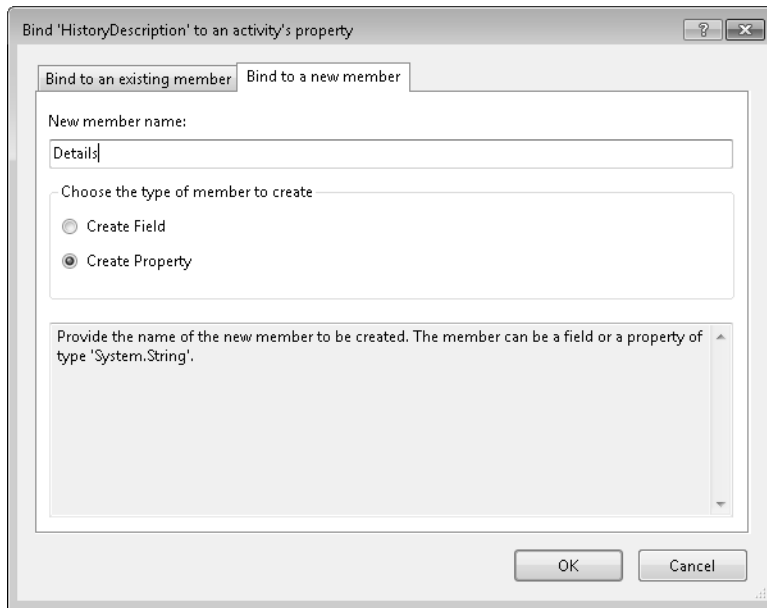 Bind 'HistoryDescription' to an activity's property
?
Bind to an existing member
Bind to a new member
New member name:
Details
Choose the type of member to create
Create Field
Create Property
Provide the name of the new member to be created. The member can be a field or a property of
type 'System.String'.
OK
Cancel